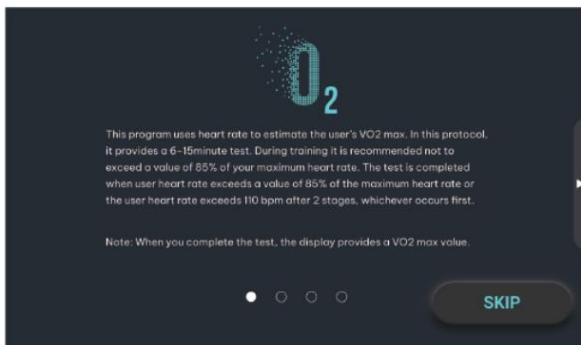 O2
This program uses heart rate to estimate the user's VO2 max. In this protocol,
it provides a 6-15minute test. During training it is recommended not to
exceed a value of 85% of your maximum heart rate. The test is completed
when user heart rate exceeds a value of 85% of the maximum heart rate or
the user heart rate exceeds 110 bpm after 2 stages, whichever occurs first.
Note: When you complete the test, the display provides a VO2 max value.
SKIP